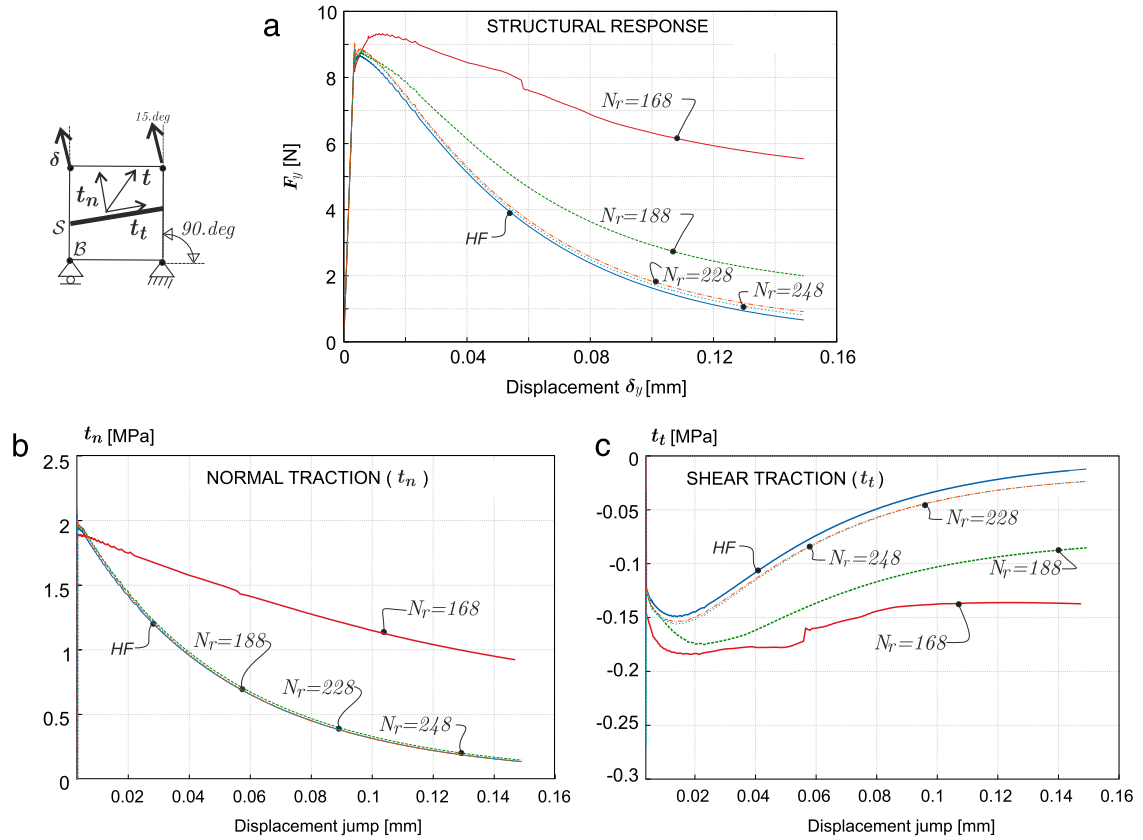 a
STRUCTURAL RESPONSE
10
8
6
4
2
0
F_y [N]
N_r=168
N_r=188
HF
N_r=228
N_r=248
0
0.04
0.08
0.12
0.16
Displacement δ_y [mm]
15.deg
δ
t
t_n
t_t
S
B
90.deg
b
t_n [MPa]
NORMAL TRACTION ( t_n )
2.5
2
1.5
1
0.5
0
N_r=168
HF
N_r=188
N_r=228
N_r=248
0.02
0.04
0.06
0.08
0.1
0.12
0.14
0.16
Displacement jump [mm]
c
t_t [MPa]
SHEAR TRACTION ( t_t )
0
-0.05
-0.1
-0.15
-0.2
-0.25
-0.3
N_r=228
HF
N_r=248
N_r=188
N_r=168
0.02
0.04
0.06
0.08
0.1
0.12
0.14
0.16
Displacement jump [mm]